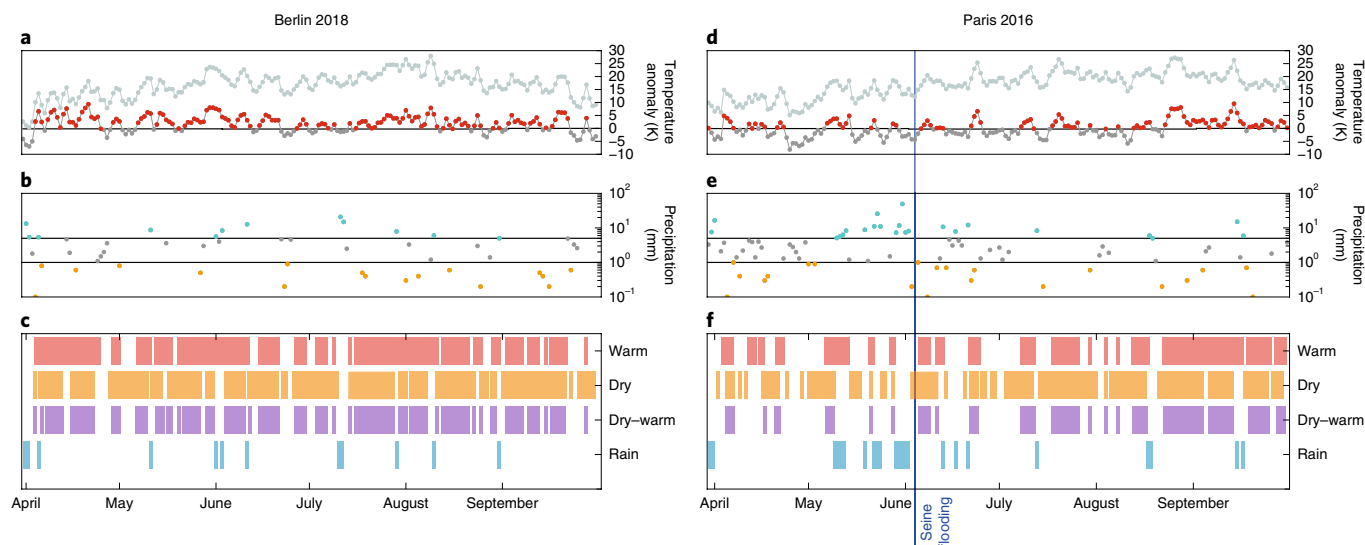 Berlin 2018
Paris 2016
a
30
25
20
15
10
5
0
−5
−10
Temperature
anomaly (K)
b
10²
10¹
10⁰
10⁻¹
Precipitation
(mm)
c
Warm
Dry
Dry–warm
Rain
April May June July August September
d
30
25
20
15
10
5
0
−5
−10
Temperature
anomaly (K)
e
10²
10¹
10⁰
10⁻¹
Precipitation
(mm)
f
Warm
Dry
Dry–warm
Rain
April May June July August September
Seine
flooding